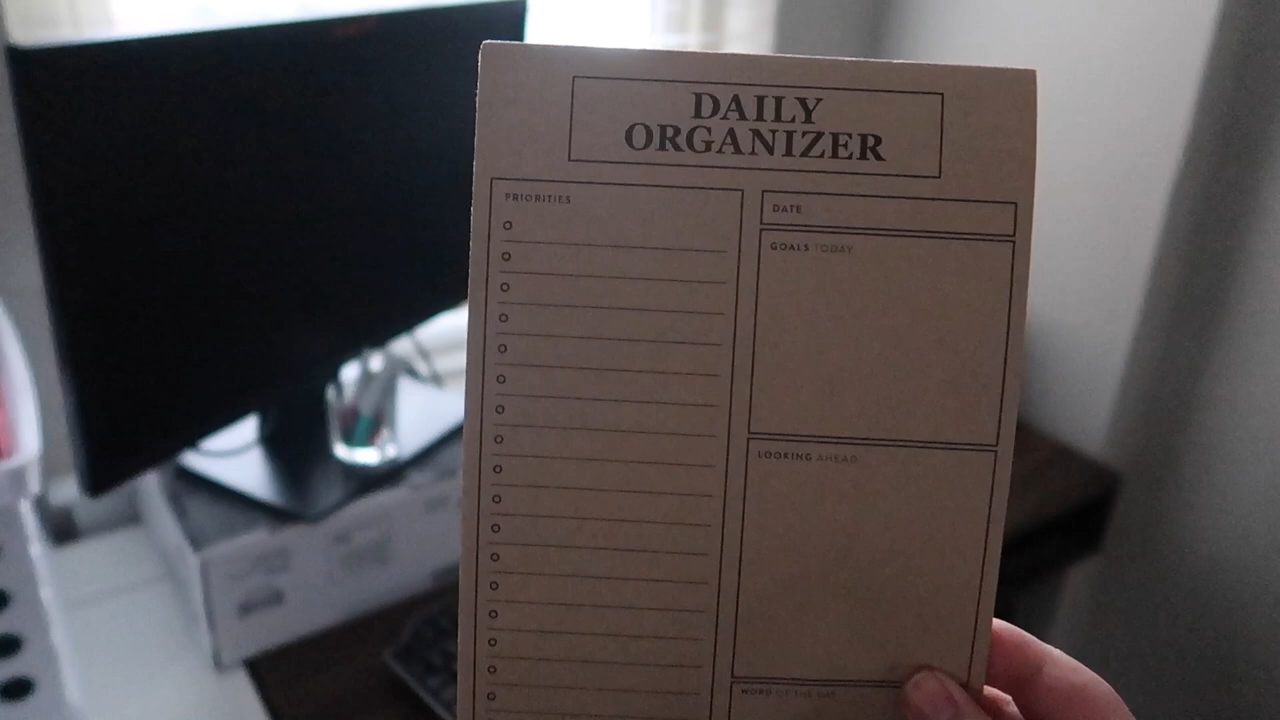 DAILY
ORGANIZER
PRIORITIES
DATE
GOALS TODAY
LOOKING AHEAD
WORD OF THE DAY